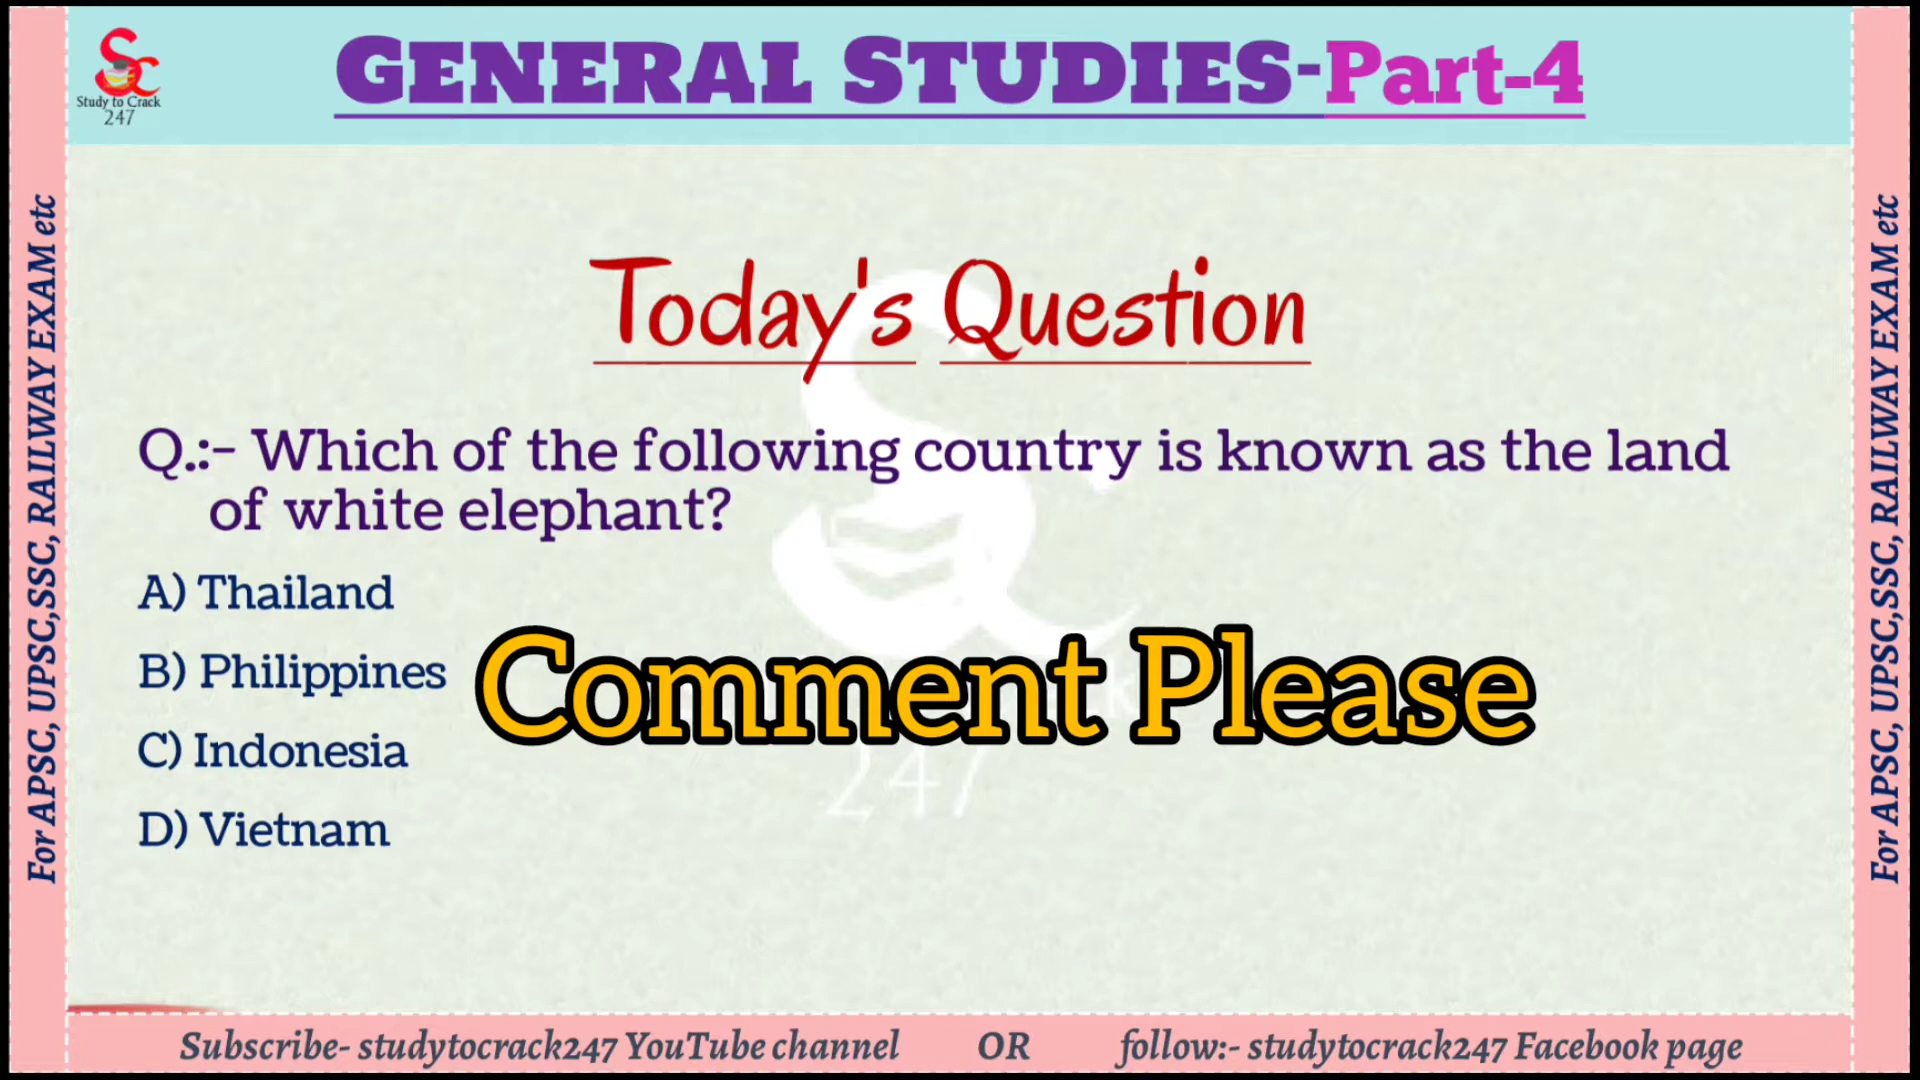 Study to Crack
247
GENERAL STUDIES-Part-4
For APSC, UPSC,SSC, RAILWAY EXAM etc
Today's Question
Q.:- Which of the following country is known as the land
of white elephant?
A) Thailand
B) Philippines
C) Indonesia
D) Vietnam
Comment Please
247
For APSC, UPSC,SSC, RAILWAY EXAM etc
Subscribe- studytocrack247 YouTube channel OR follow:- studytocrack247 Facebook page